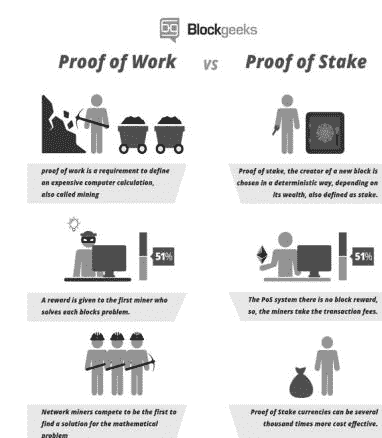 Blockgeeks
Proof of Work vs Proof of Stake
proof of work is a requirement to define
an expensive computer calculation,
also called mining
Proof of stake, the creator of a new block is
chosen in a deterministic way, depending on
its wealth, also defined as stake.
51%
51%
A reward is given to the first miner who
solves each blocks problem.
The PoS system there is no block reward,
so, the miners take the transaction fees.
Network miners compete to be the first to
find a solution for the mathematical
problem
Proof of Stake currencies can be several
thousand times more cost effective.